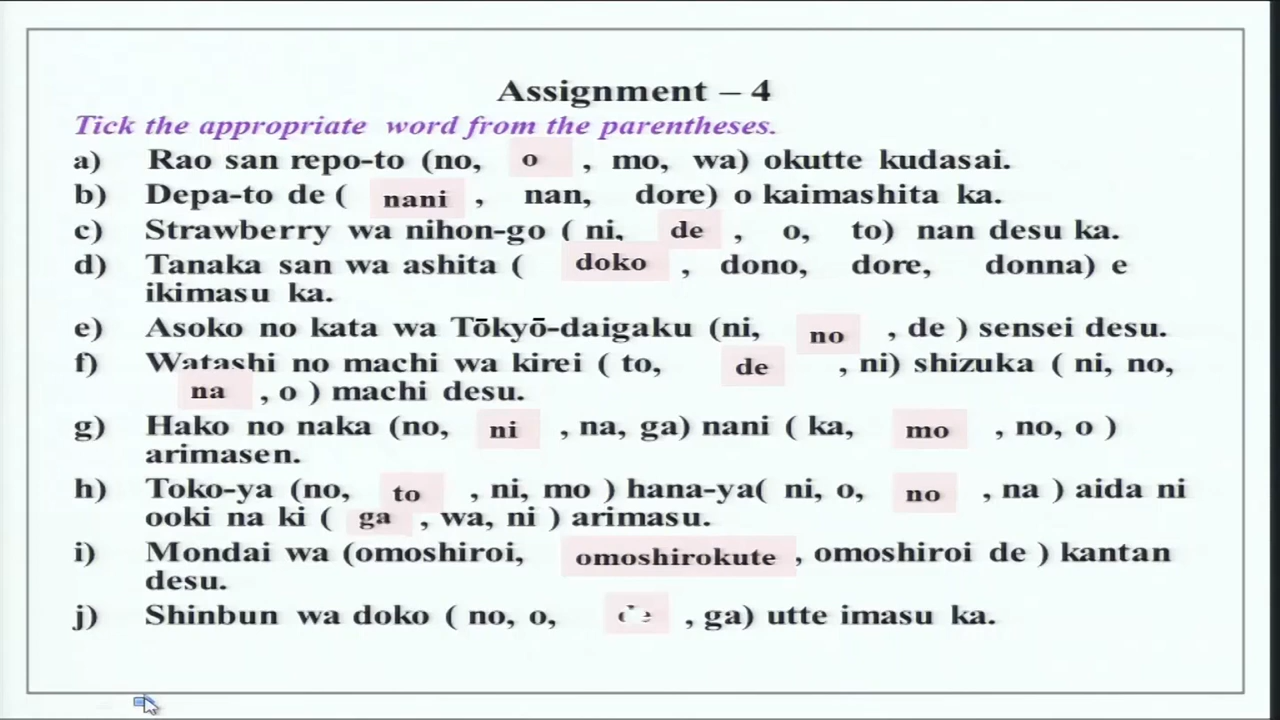 Assignment – 4
Tick the appropriate word from the parentheses.
a) Rao san repo-to (no, o , mo, wa) okutte kudasai.
b) Depa-to de ( nani , nan, dore) o kaimashita ka.
c) Strawberry wa nihon-go ( ni, de , o, to) nan desu ka.
d) Tanaka san wa ashita ( doko , dono, dore, donna) e
ikimasu ka.
e) Asoko no kata wa Tōkyō-daigaku (ni, no , de ) sensei desu.
f) Watashi no machi wa kirei ( to, de , ni) shizuka ( ni, no,
na , o ) machi desu.
g) Hako no naka (no, ni , na, ga) nani ( ka, mo , no, o )
arimasen.
h) Toko-ya (no, to , ni, mo ) hana-ya( ni, o, no , na ) aida ni
ooki na ki ( ga , wa, ni ) arimasu.
i) Mondai wa (omoshiroi, omoshirokute , omoshiroi de ) kantan
desu.
j) Shinbun wa doko ( no, o, , ga) utte imasu ka.